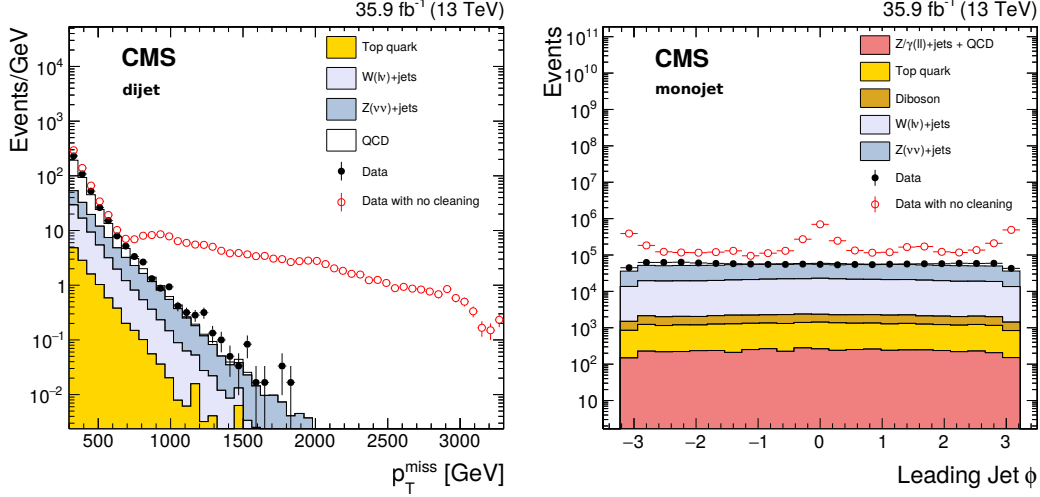 35.9 fb⁻¹ (13 TeV)
CMS
dijet
Top quark
W(lν)+jets
Z(νν)+jets
QCD
Data
Data with no cleaning
Events/GeV
10⁴
10³
10²
10
1
10⁻¹
10⁻²
500 1000 1500 2000 2500 3000
p_T^miss [GeV]
35.9 fb⁻¹ (13 TeV)
CMS
monojet
Z/γ(ll)+jets + QCD
Top quark
Diboson
W(lν)+jets
Z(νν)+jets
Data
Data with no cleaning
Events
10¹¹
10¹⁰
10⁹
10⁸
10⁷
10⁶
10⁵
10⁴
10³
10²
10
−3 −2 −1 0 1 2 3
Leading Jet ϕ